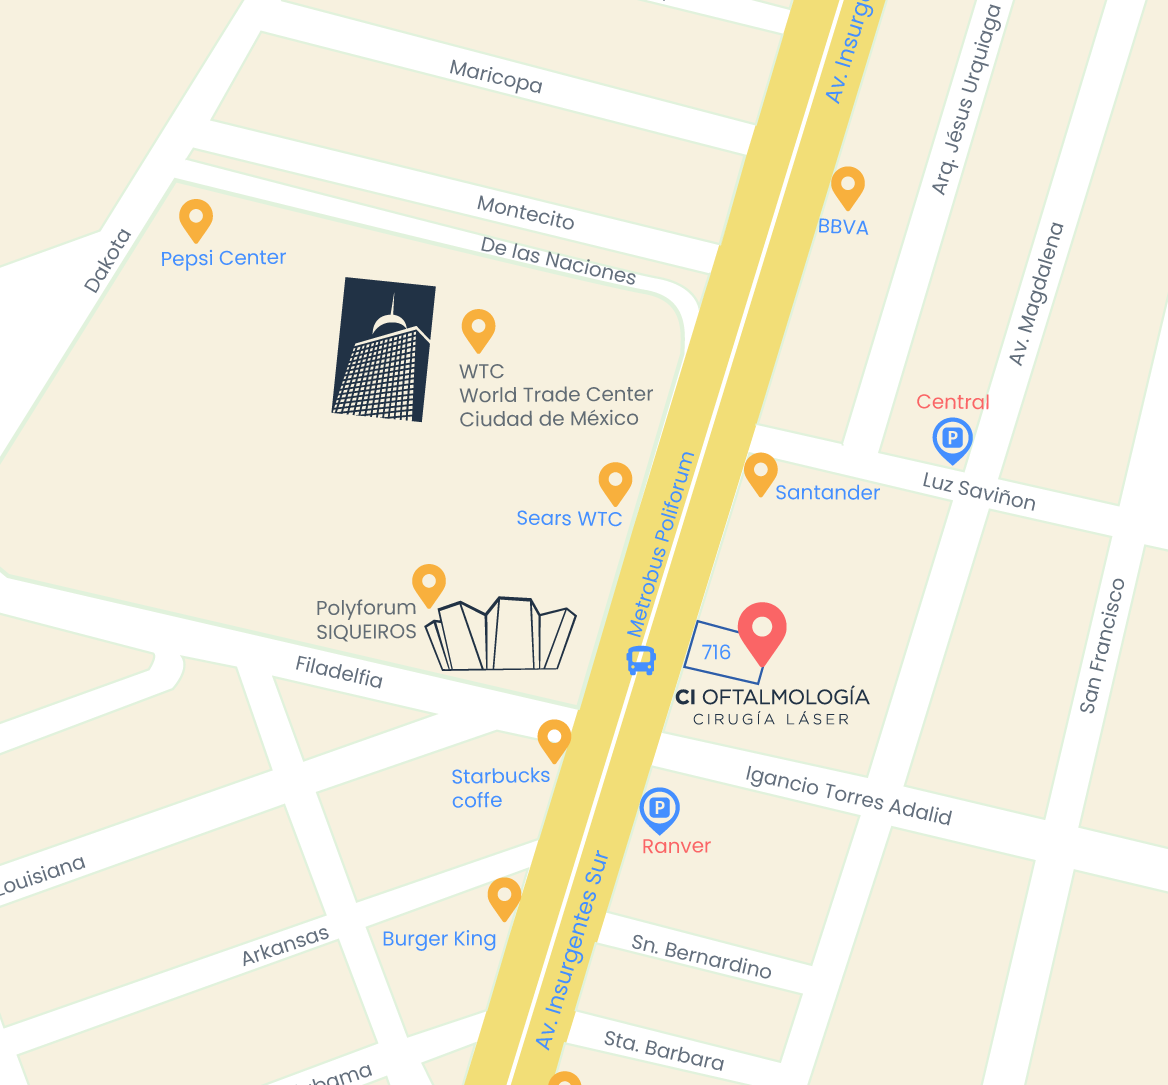 Maricopa
Av. Insurg
Arq. Jésus Urquiaga
Montecito
BBVA
De las Naciones
Dakota
Pepsi Center
Av. Magdalena
WTC
World Trade Center
Ciudad de México
Central
P
Luz Saviñon
Santander
Sears WTC
Metrobus Poliforum
Polyforum
SIQUEIROS
San Francisco
716
Filadelfia
CI OFTALMOLOGÍA
CIRUGÍA LÁSER
Starbucks
coffe
Igancio Torres Adalid
P
Ranver
Louisiana
Av. Insurgentes Sur
Burger King
Arkansas
Sn. Bernardino
Sta. Barbara
bama